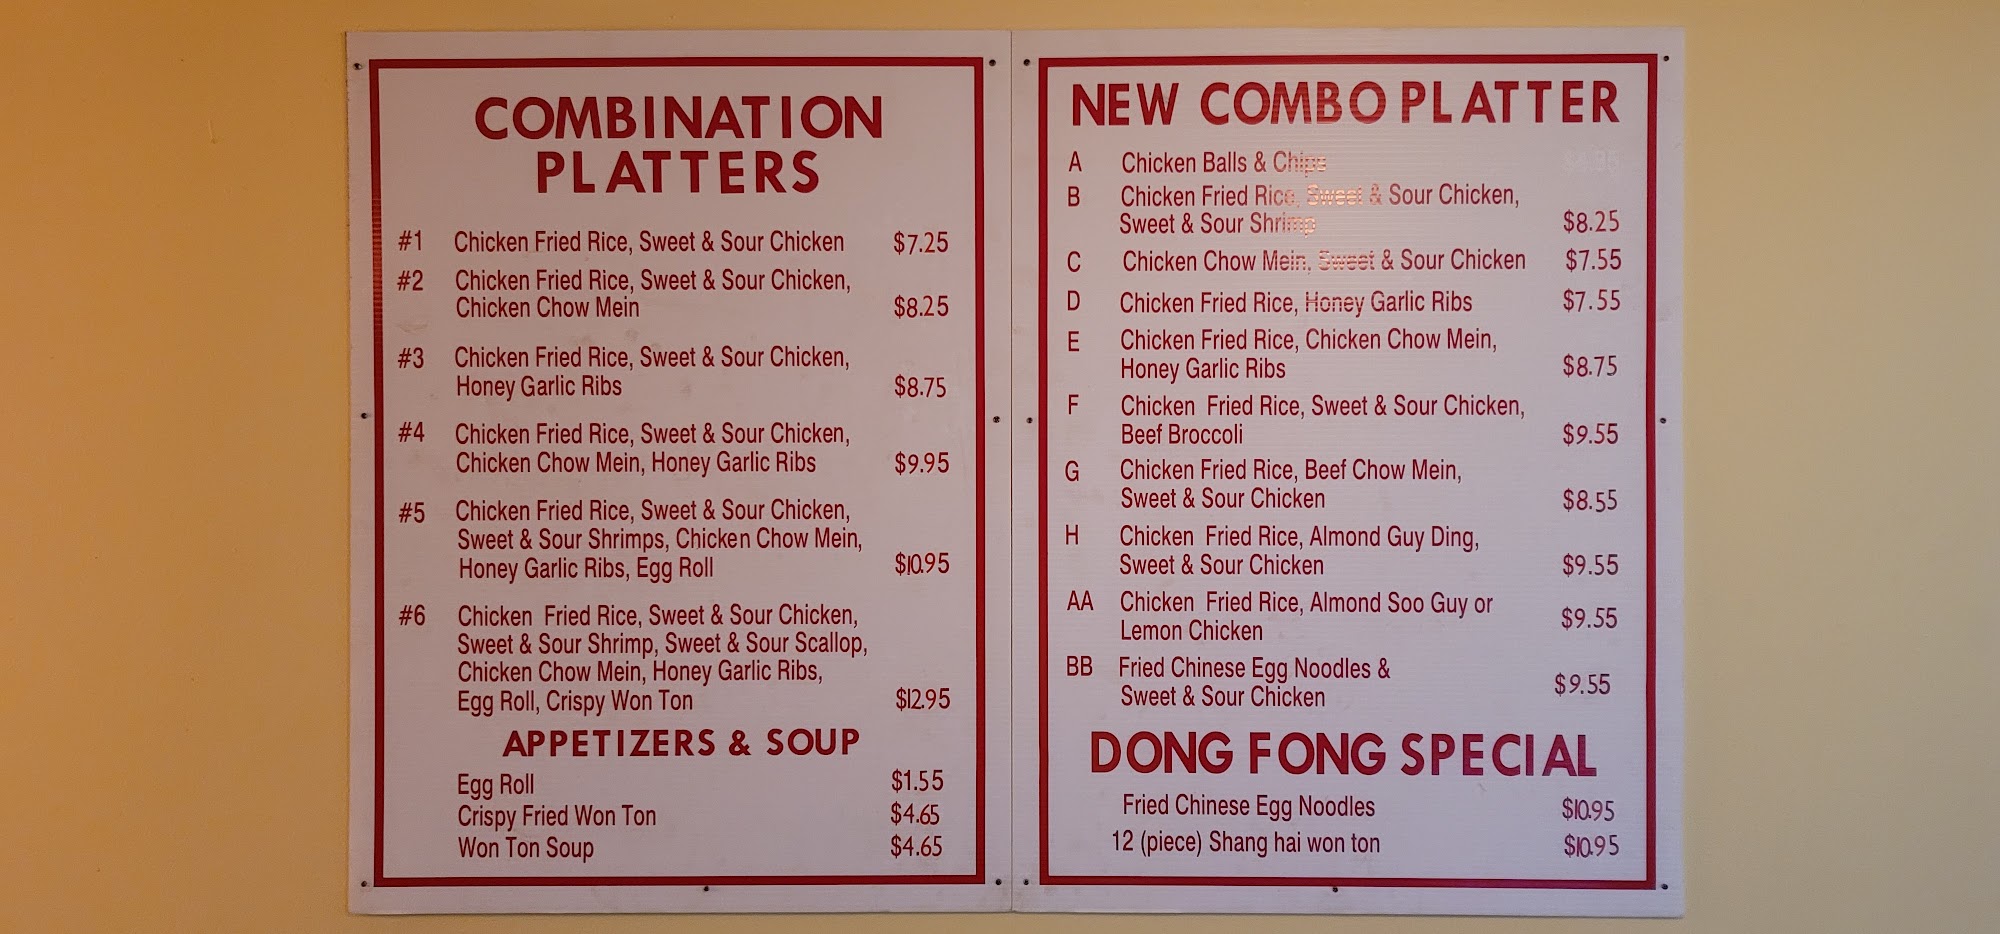 COMBINATION
PLATTERS
#1 Chicken Fried Rice, Sweet & Sour Chicken $7.25
#2 Chicken Fried Rice, Sweet & Sour Chicken,
Chicken Chow Mein $8.25
#3 Chicken Fried Rice, Sweet & Sour Chicken,
Honey Garlic Ribs $8.75
#4 Chicken Fried Rice, Sweet & Sour Chicken,
Chicken Chow Mein, Honey Garlic Ribs $9.95
#5 Chicken Fried Rice, Sweet & Sour Chicken,
Sweet & Sour Shrimps, Chicken Chow Mein,
Honey Garlic Ribs, Egg Roll $10.95
#6 Chicken Fried Rice, Sweet & Sour Chicken,
Sweet & Sour Shrimp, Sweet & Sour Scallop,
Chicken Chow Mein, Honey Garlic Ribs,
Egg Roll, Crispy Won Ton $12.95
APPETIZERS & SOUP
Egg Roll $1.55
Crispy Fried Won Ton $4.65
Won Ton Soup $4.65
NEW COMBO PLATTER
A Chicken Balls & Chips
B Chicken Fried Rice, Sweet & Sour Chicken,
Sweet & Sour Shrimp $8.25
C Chicken Chow Mein, Sweet & Sour Chicken $7.55
D Chicken Fried Rice, Honey Garlic Ribs $7.55
E Chicken Fried Rice, Chicken Chow Mein,
Honey Garlic Ribs $8.75
F Chicken Fried Rice, Sweet & Sour Chicken,
Beef Broccoli $9.55
G Chicken Fried Rice, Beef Chow Mein,
Sweet & Sour Chicken $8.55
H Chicken Fried Rice, Almond Guy Ding,
Sweet & Sour Chicken $9.55
AA Chicken Fried Rice, Almond Soo Guy or
Lemon Chicken $9.55
BB Fried Chinese Egg Noodles &
Sweet & Sour Chicken $9.55
DONG FONG SPECIAL
Fried Chinese Egg Noodles $10.95
12 (piece) Shang hai won ton $10.95